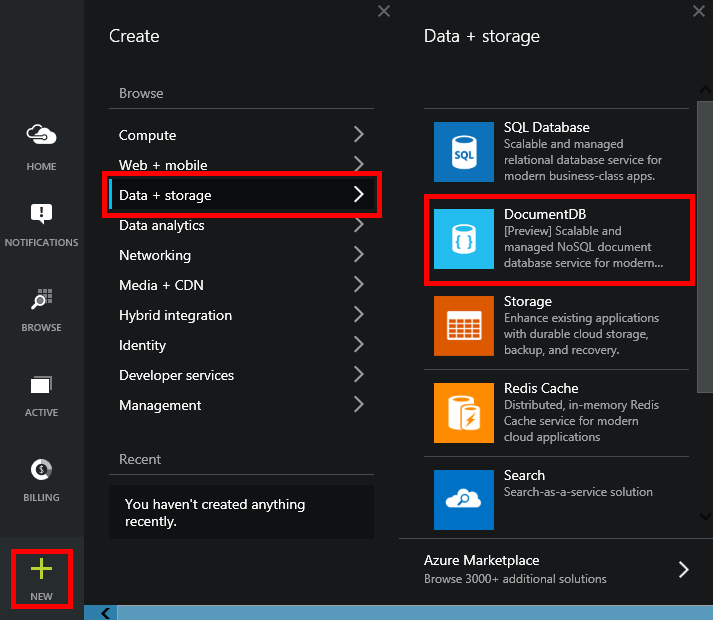 HOME
NOTIFICATIONS
BROWSE
ACTIVE
BILLING
NEW
Create
Browse
Compute
Web + mobile
Data + storage
Data analytics
Networking
Media + CDN
Hybrid integration
Identity
Developer services
Management
Recent
You haven't created anything
recently.
Data + storage
SQL
SQL Database
Scalable and managed
relational database service for
modern business-class apps.
DocumentDB
[Preview] Scalable and
managed NoSQL document
database service for modern...
Storage
Enhance existing applications
with durable cloud storage,
backup, and recovery.
Redis Cache
Distributed, in-memory Redis
Cache service for modern
cloud applications
Search
Search-as-a-service solution
Azure Marketplace
Browse 3000+ additional solutions